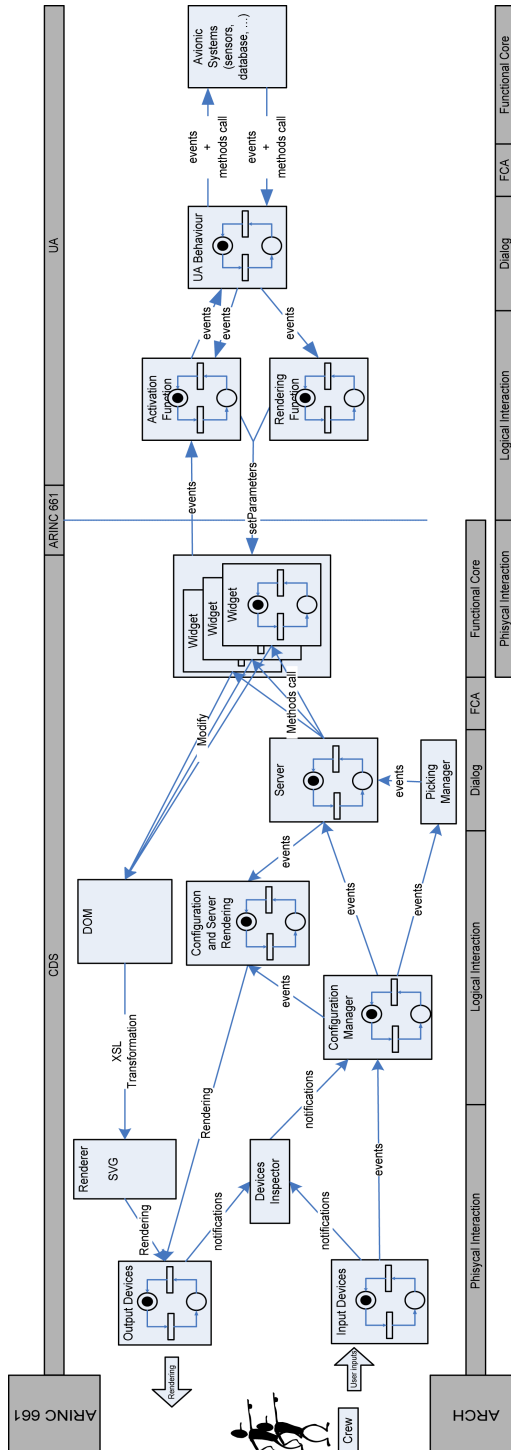 ARINC 661
CDS
ARINC 661
UA
Rendering
Output Devices
Rendering
Renderer
SVG
XSL
Transformation
DOM
Modify
Widget
Widget
Widget
events
setParameters
Activation
Function
Rendering
Function
events
events
events
UA Behaviour
events
+
methods call
events
+
methods call
Avionic
Systems
(sensors,
database, ...)
Rendering
Configuration
and Server
Rendering
events
events
Server
Methods call
notifications
Devices
Inspector
notifications
notifications
Crew
User inputs
Input Devices
events
Configuration
Manager
events
events
Picking
Manager
events
ARCH
Phisycal Interaction
Logical Interaction
Dialog
FCA
Functional Core
Phisycal Interaction
Logical Interaction
Dialog
FCA
Functional Core